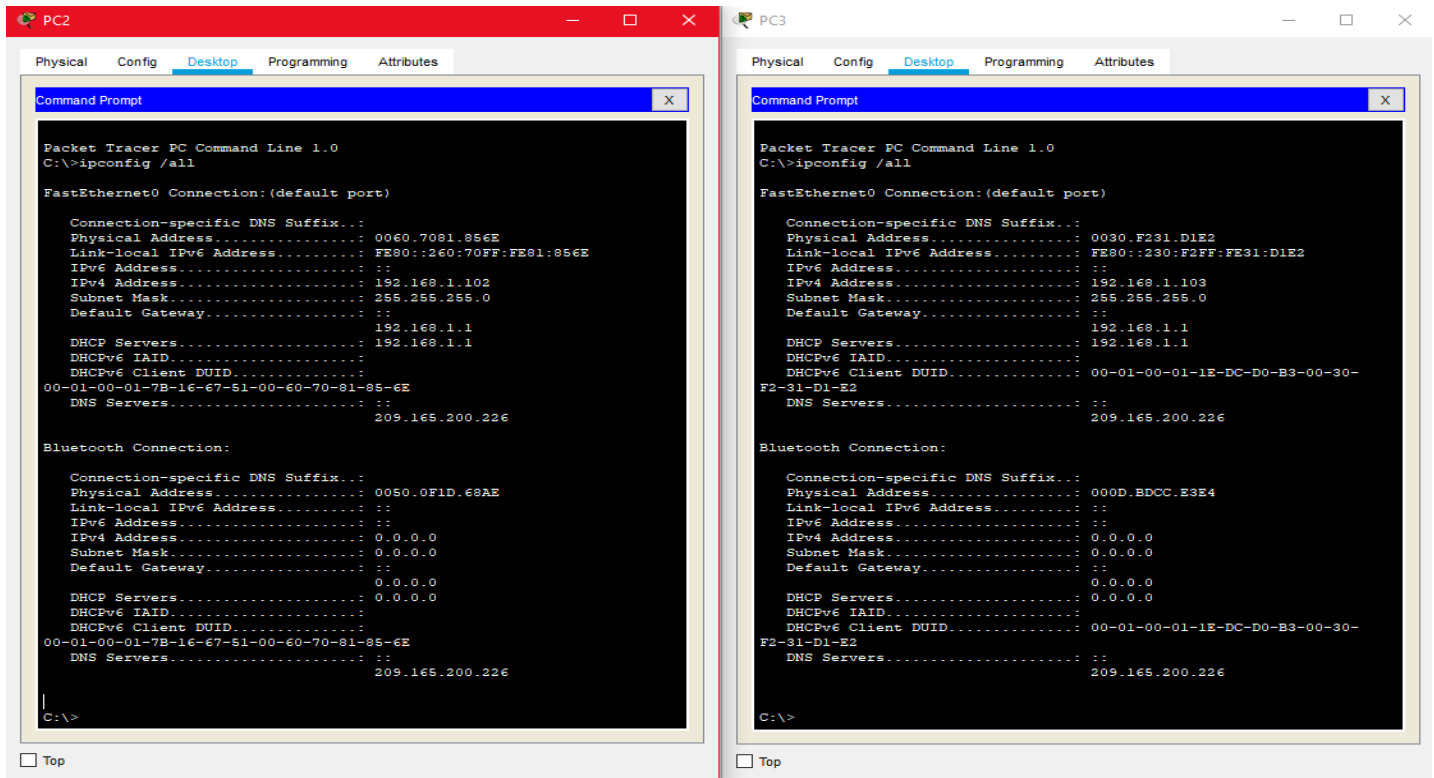 PC2
Physical Config Desktop Programming Attributes
Command Prompt X
Packet Tracer PC Command Line 1.0
C:\>ipconfig /all
FastEthernet0 Connection:(default port)
Connection-specific DNS Suffix..:
Physical Address................: 0060.7081.856E
Link-local IPv6 Address.........: FE80::260:70FF:FE81:856E
IPv6 Address....................: ::
IPv4 Address....................: 192.168.1.102
Subnet Mask.....................: 255.255.255.0
Default Gateway.................: ::
192.168.1.1
DHCP Servers....................: 192.168.1.1
DHCPv6 IAID.....................:
DHCPv6 Client DUID..............:
00-01-00-01-7B-16-67-51-00-60-70-81-85-6E
DNS Servers.....................: ::
209.165.200.226
Bluetooth Connection:
Connection-specific DNS Suffix..:
Physical Address................: 0050.0F1D.68AE
Link-local IPv6 Address.........: ::
IPv6 Address....................: ::
IPv4 Address....................: 0.0.0.0
Subnet Mask.....................: 0.0.0.0
Default Gateway.................: ::
0.0.0.0
DHCP Servers....................: 0.0.0.0
DHCPv6 IAID.....................:
DHCPv6 Client DUID..............:
00-01-00-01-7B-16-67-51-00-60-70-81-85-6E
DNS Servers.....................: ::
209.165.200.226
C:\>
Top
PC3
Physical Config Desktop Programming Attributes
Command Prompt X
Packet Tracer PC Command Line 1.0
C:\>ipconfig /all
FastEthernet0 Connection:(default port)
Connection-specific DNS Suffix..:
Physical Address................: 0030.F231.D1E2
Link-local IPv6 Address.........: FE80::230:F2FF:FE31:D1E2
IPv6 Address....................: ::
IPv4 Address....................: 192.168.1.103
Subnet Mask.....................: 255.255.255.0
Default Gateway.................: ::
192.168.1.1
DHCP Servers....................: 192.168.1.1
DHCPv6 IAID.....................:
DHCPv6 Client DUID..............: 00-01-00-01-1E-DC-D0-B3-00-30-
F2-31-D1-E2
DNS Servers.....................: ::
209.165.200.226
Bluetooth Connection:
Connection-specific DNS Suffix..:
Physical Address................: 000D.BDCC.E3E4
Link-local IPv6 Address.........: ::
IPv6 Address....................: ::
IPv4 Address....................: 0.0.0.0
Subnet Mask.....................: 0.0.0.0
Default Gateway.................: ::
0.0.0.0
DHCP Servers....................: 0.0.0.0
DHCPv6 IAID.....................:
DHCPv6 Client DUID..............: 00-01-00-01-1E-DC-D0-B3-00-30-
F2-31-D1-E2
DNS Servers.....................: ::
209.165.200.226
C:\>
Top